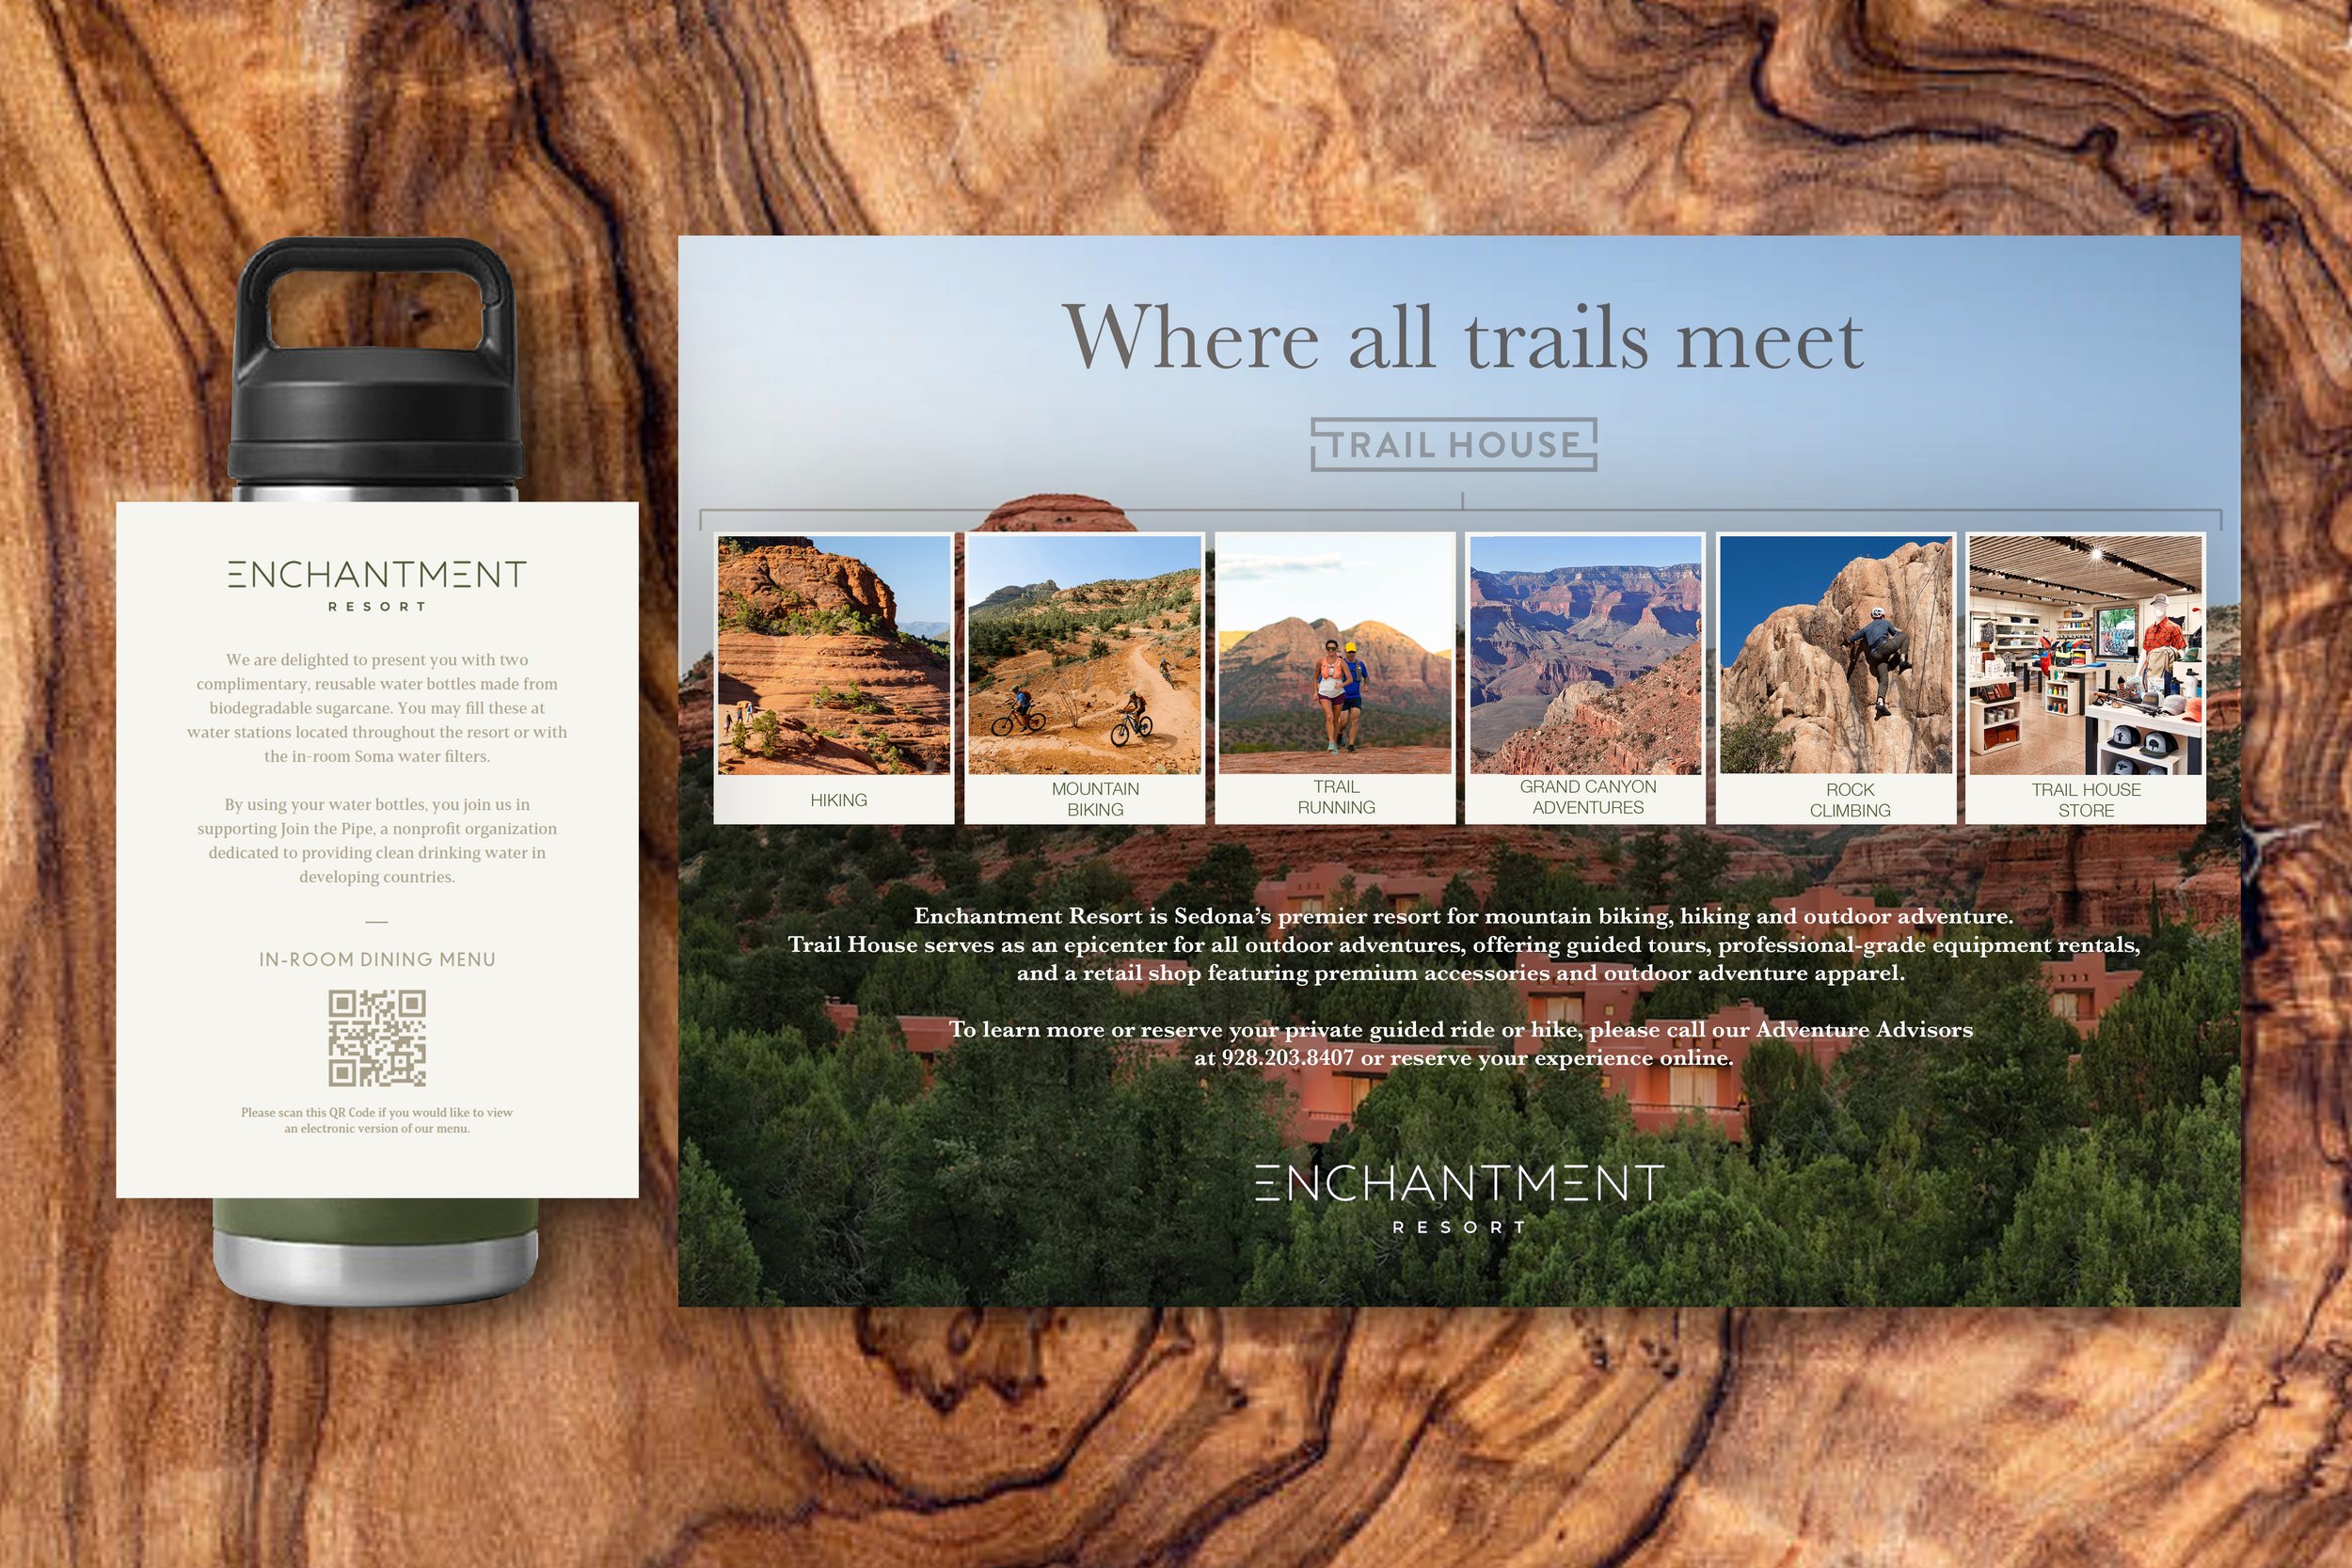 ENCHANTMENT
RESORT
We are delighted to present you with two
complimentary, reusable water bottles made from
biodegradable sugarcane. You may fill these at
water stations located throughout the resort or with
the in-room Soma water filters.
By using your water bottles, you join us in
supporting Join the Pipe, a nonprofit organization
dedicated to providing clean drinking water in
developing countries.
IN-ROOM DINING MENU
Please scan this QR Code if you would like to view
an electronic version of our menu.
Where all trails meet
TRAIL HOUSE
HIKING
MOUNTAIN
BIKING
TRAIL
RUNNING
GRAND CANYON
ADVENTURES
ROCK
CLIMBING
TRAIL HOUSE
STORE
Enchantment Resort is Sedona’s premier resort for mountain biking, hiking and outdoor adventure.
Trail House serves as an epicenter for all outdoor adventures, offering guided tours, professional-grade equipment rentals,
and a retail shop featuring premium accessories and outdoor adventure apparel.
To learn more or reserve your private guided ride or hike, please call our Adventure Advisors
at 928.203.8407 or reserve your experience online.
ENCHANTMENT
RESORT